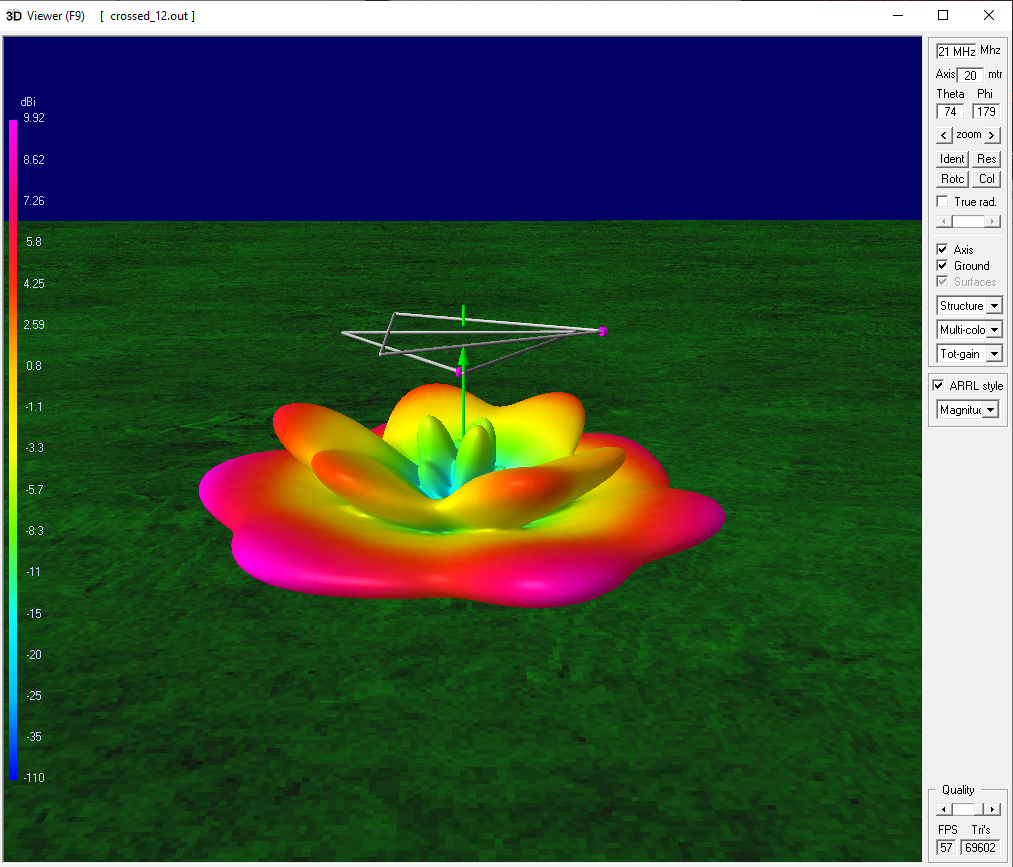 3D Viewer (F9) [ crossed_12.out ]
dBi
9.92
8.62
7.26
5.8
4.25
2.59
0.8
-1.1
-3.3
-5.7
-8.3
-11
-15
-20
-25
-35
-110
21 MHz Mhz
Axis 20 mtr
Theta Phi
74 179
< zoom >
Ident Res
Rotc Col
True rad.
Axis
Ground
Surfaces
Structure
Multi-colo
Tot-gain
ARRL style
Magnituc
Quality
FPS Tri's
57 69602